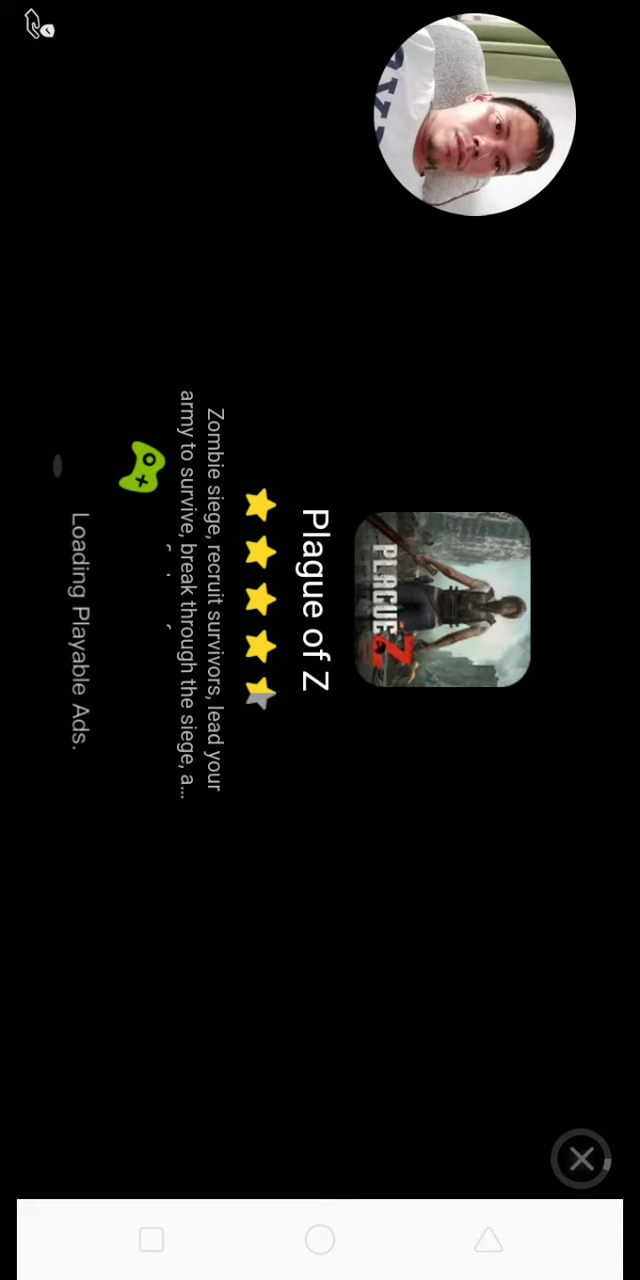 PLAGUE Z
Plague of Z
Zombie siege, recruit survivors, lead your
army to survive, break through the siege, a...
Loading Playable Ads.